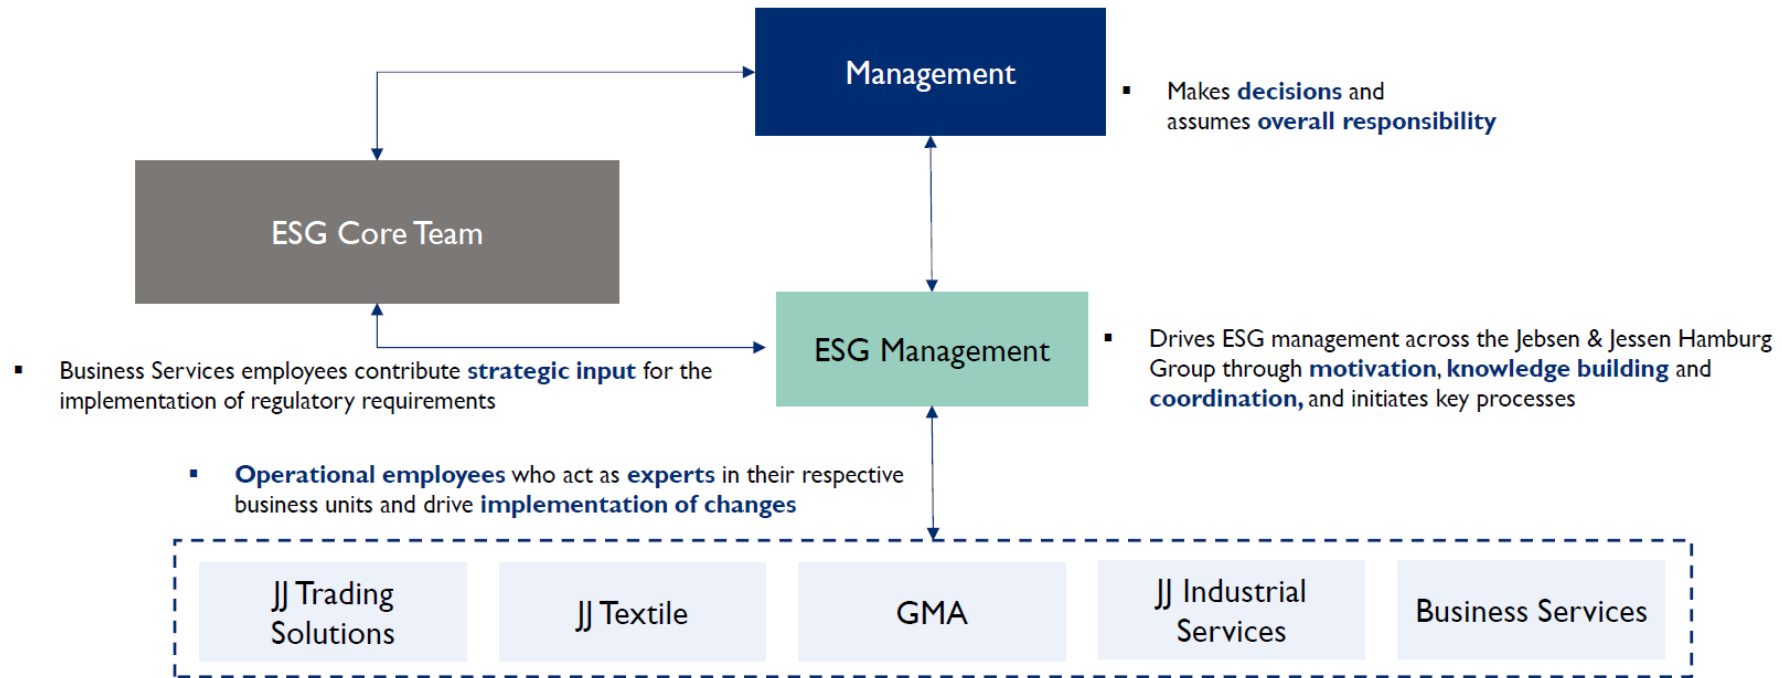 Management
▪ Makes decisions and
assumes overall responsibility
ESG Core Team
▪ Business Services employees contribute strategic input for the
implementation of regulatory requirements
ESG Management
▪ Drives ESG management across the Jebsen & Jessen Hamburg
Group through motivation, knowledge building and
coordination, and initiates key processes
▪ Operational employees who act as experts in their respective
business units and drive implementation of changes
JJ Trading
Solutions
JJ Textile
GMA
JJ Industrial
Services
Business Services